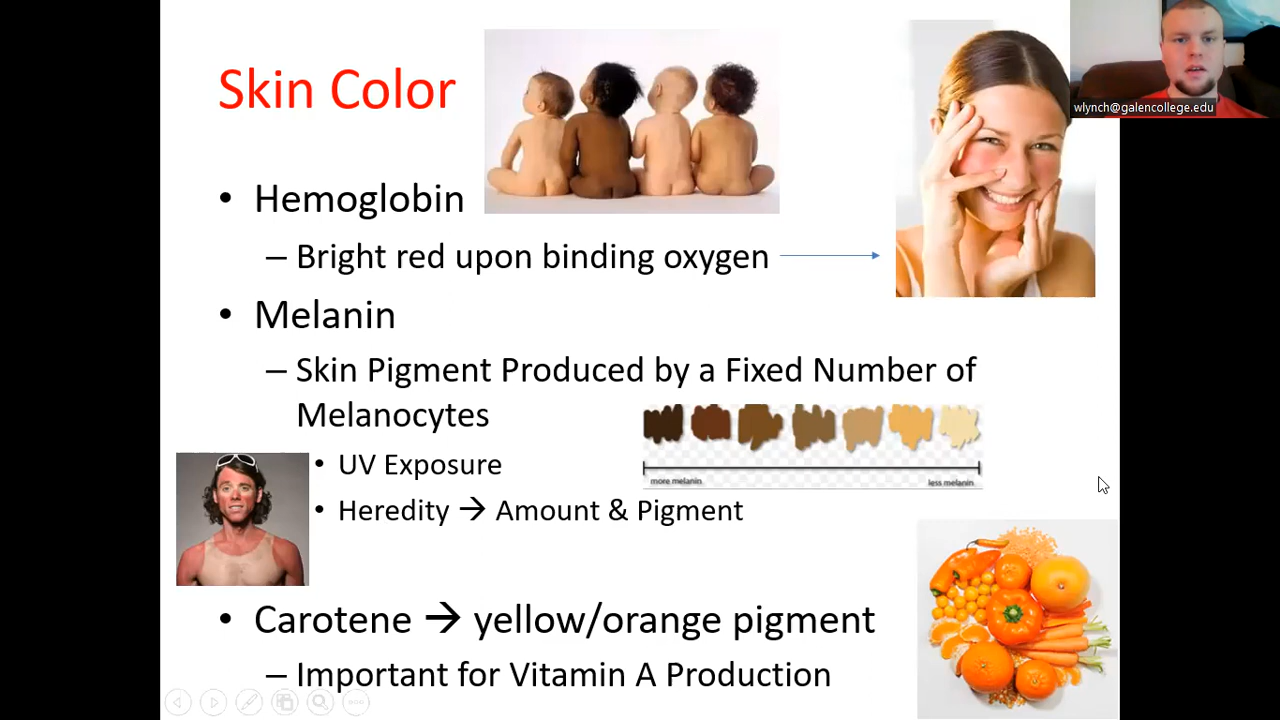 Skin Color
wlynch@galencollege.edu
• Hemoglobin
– Bright red upon binding oxygen
• Melanin
– Skin Pigment Produced by a Fixed Number of
Melanocytes
more melanin less melanin
• UV Exposure
• Heredity → Amount & Pigment
• Carotene → yellow/orange pigment
– Important for Vitamin A Production